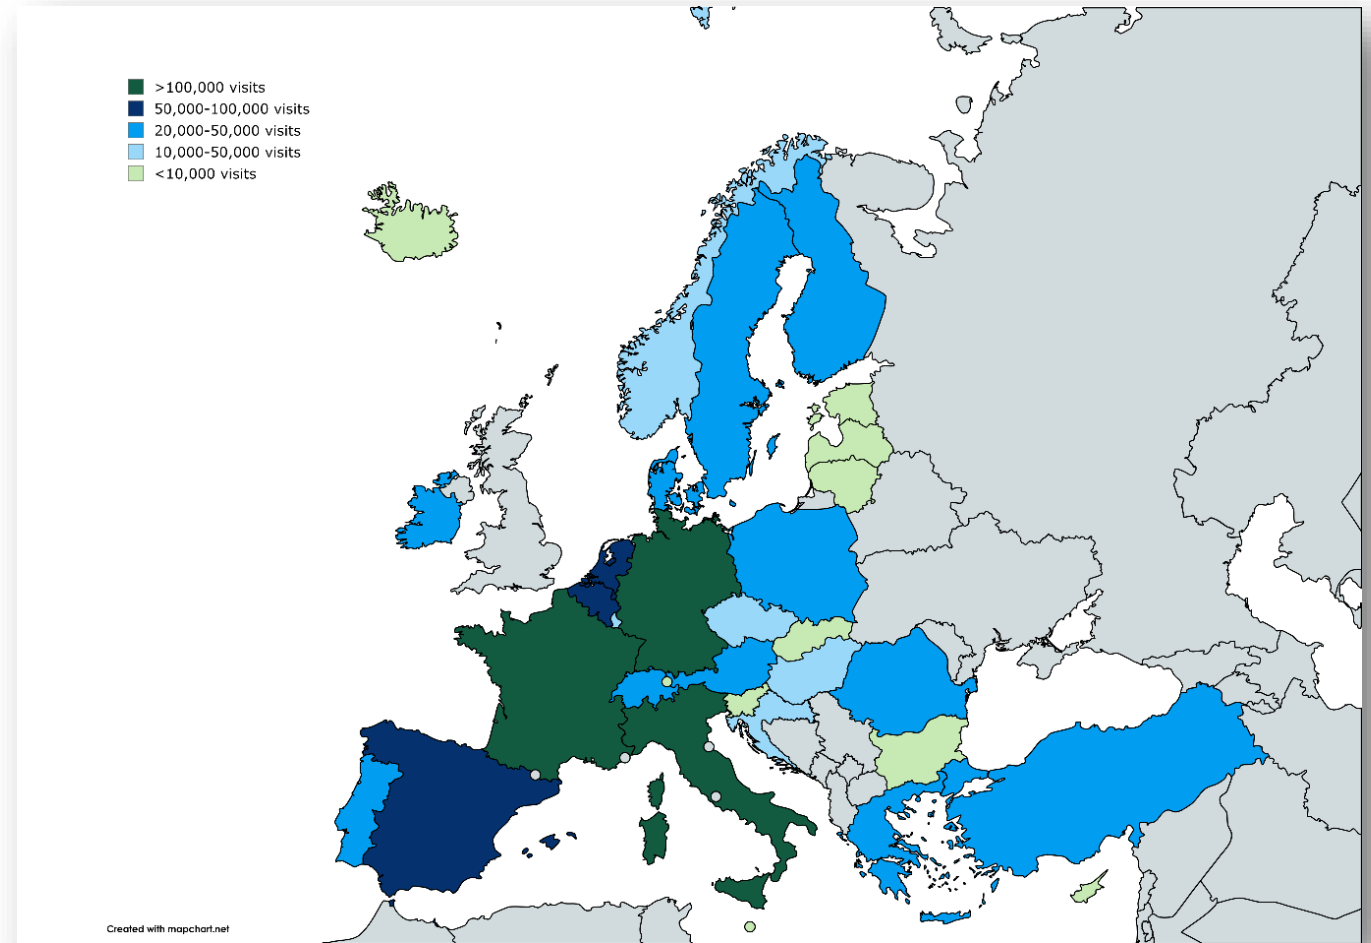 >100,000 visits
50,000-100,000 visits
20,000-50,000 visits
10,000-50,000 visits
<10,000 visits
Created with mapchart.net